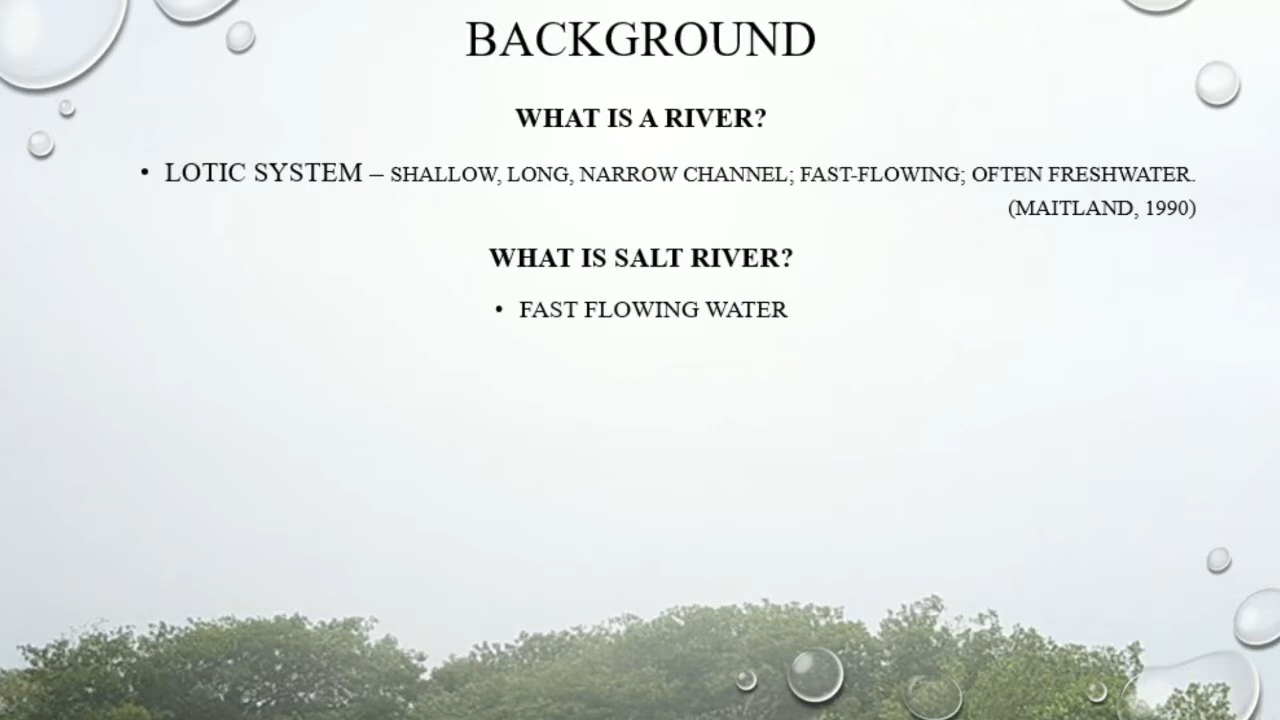 BACKGROUND
WHAT IS A RIVER?
• LOTIC SYSTEM – SHALLOW, LONG, NARROW CHANNEL; FAST-FLOWING; OFTEN FRESHWATER.
(MAITLAND, 1990)
WHAT IS SALT RIVER?
• FAST FLOWING WATER